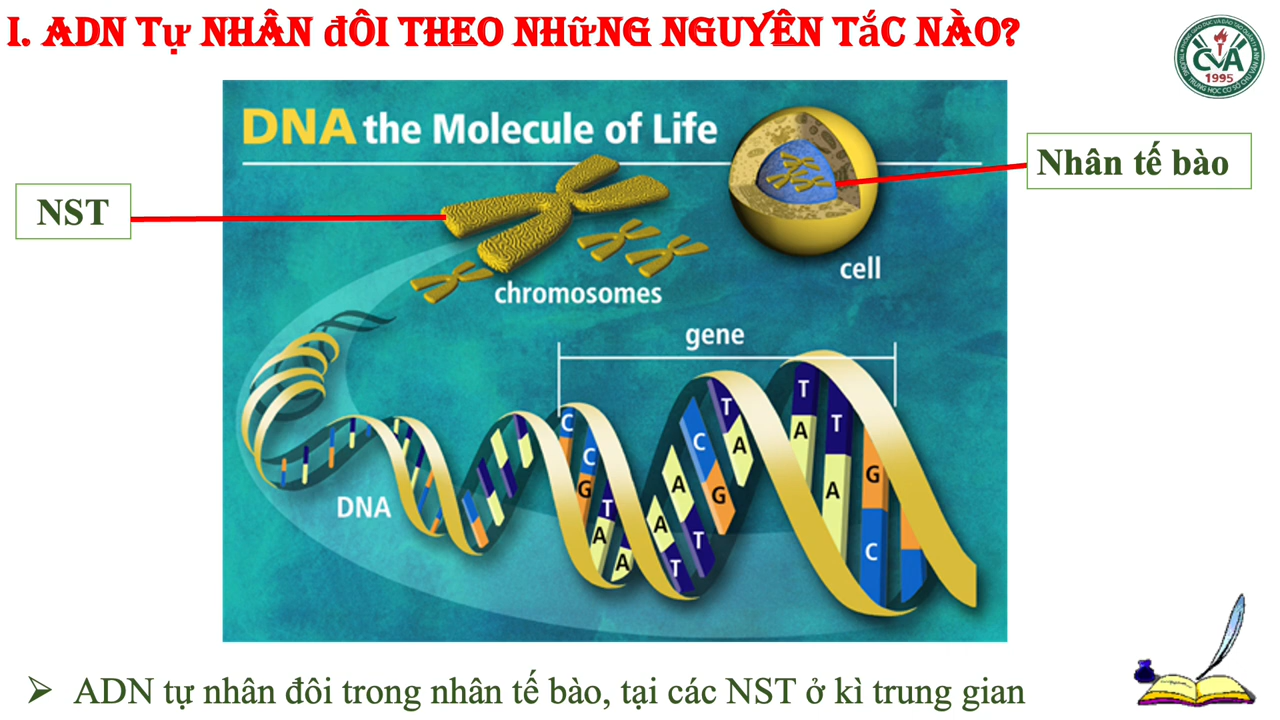 I. ADN Tự NHÂN ĐÔI THEO NHỮNG NGUYÊN TẮC NÀO?
CVA
1995
DNA the Molecule of Life
Nhân tế bào
NST
cell
chromosomes
gene
DNA
C
C
G
T
A
A
A
T
A
T
C
G
T
A
T
A
T
A
G
C
➢ ADN tự nhân đôi trong nhân tế bào, tại các NST ở kì trung gian